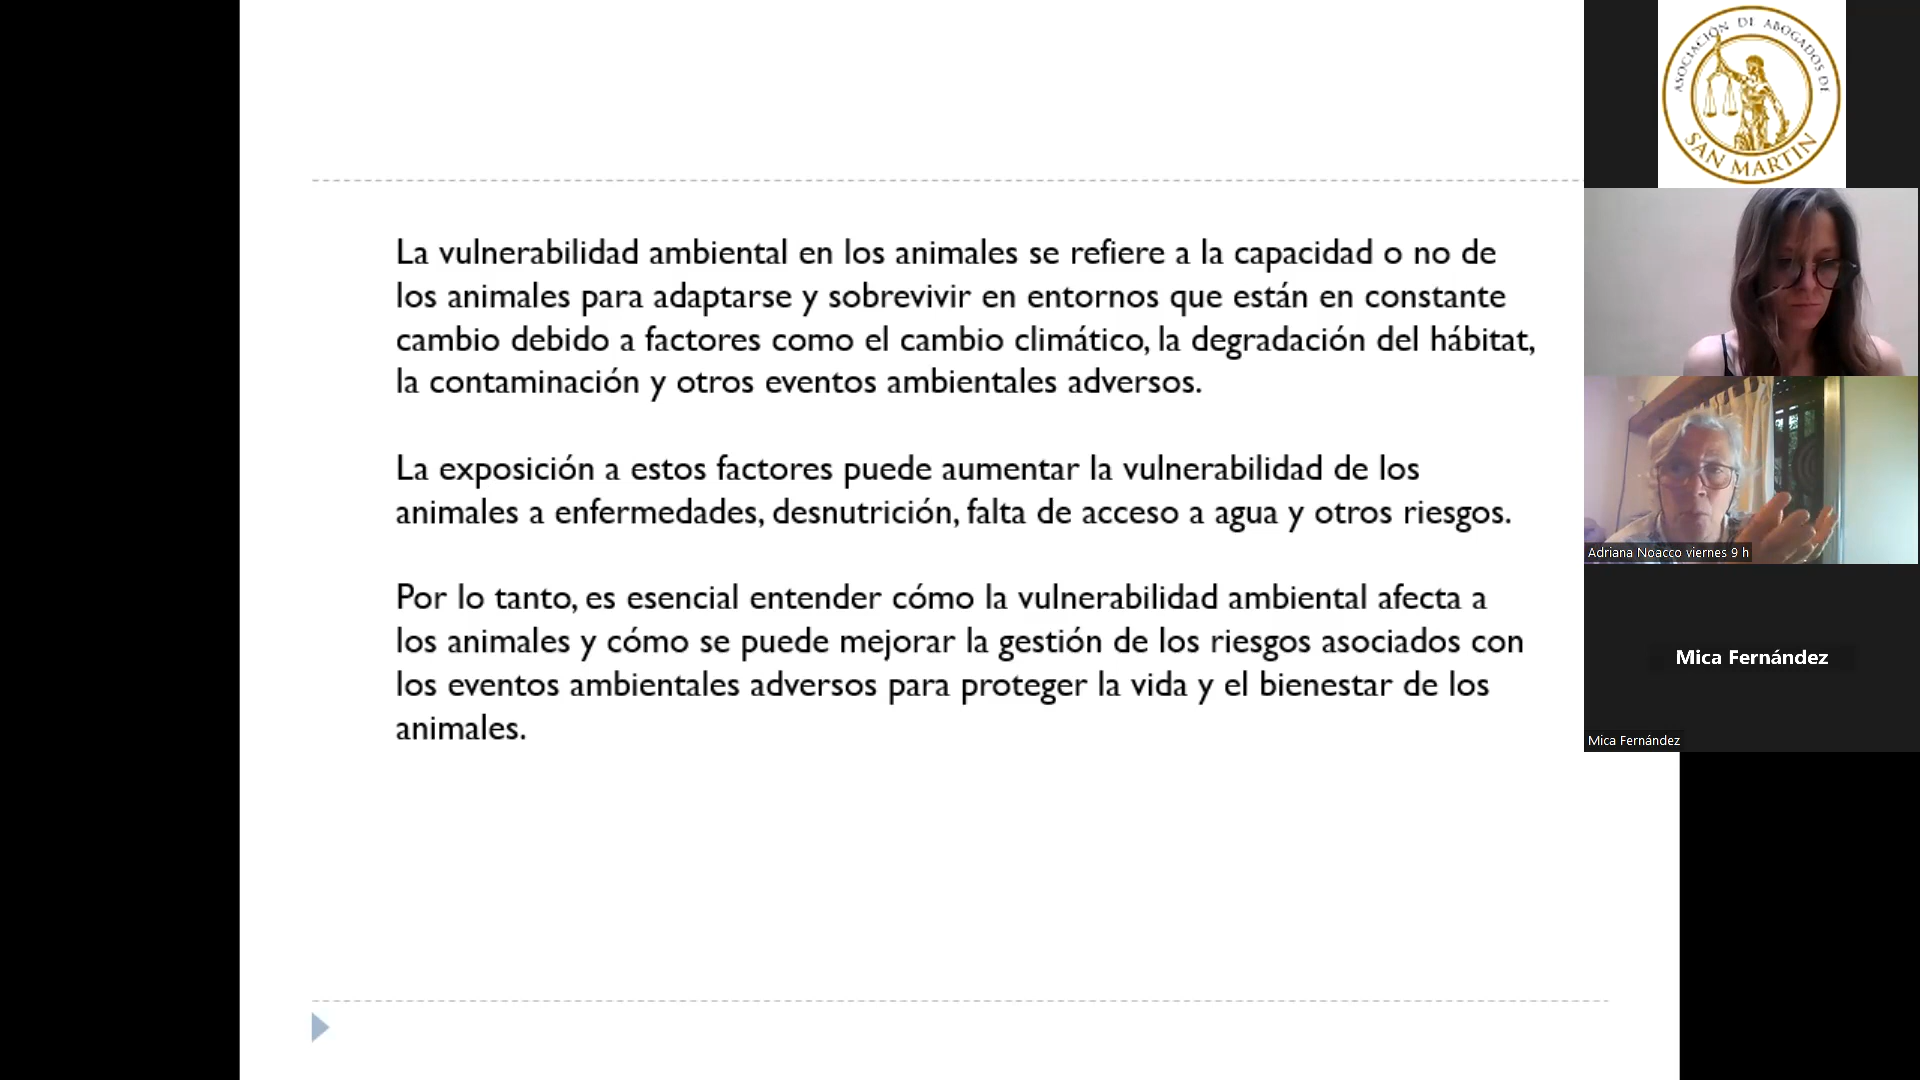 La vulnerabilidad ambiental en los animales se refiere a la capacidad o no de
los animales para adaptarse y sobrevivir en entornos que están en constante
cambio debido a factores como el cambio climático, la degradación del hábitat,
la contaminación y otros eventos ambientales adversos.
La exposición a estos factores puede aumentar la vulnerabilidad de los
animales a enfermedades, desnutrición, falta de acceso a agua y otros riesgos.
Por lo tanto, es esencial entender cómo la vulnerabilidad ambiental afecta a
los animales y cómo se puede mejorar la gestión de los riesgos asociados con
los eventos ambientales adversos para proteger la vida y el bienestar de los
animales.
ASOCIACIÓN DE ABOGADOS DE
SAN MARTIN
Adriana Noacco viernes 9 h
Mica Fernández
Mica Fernández